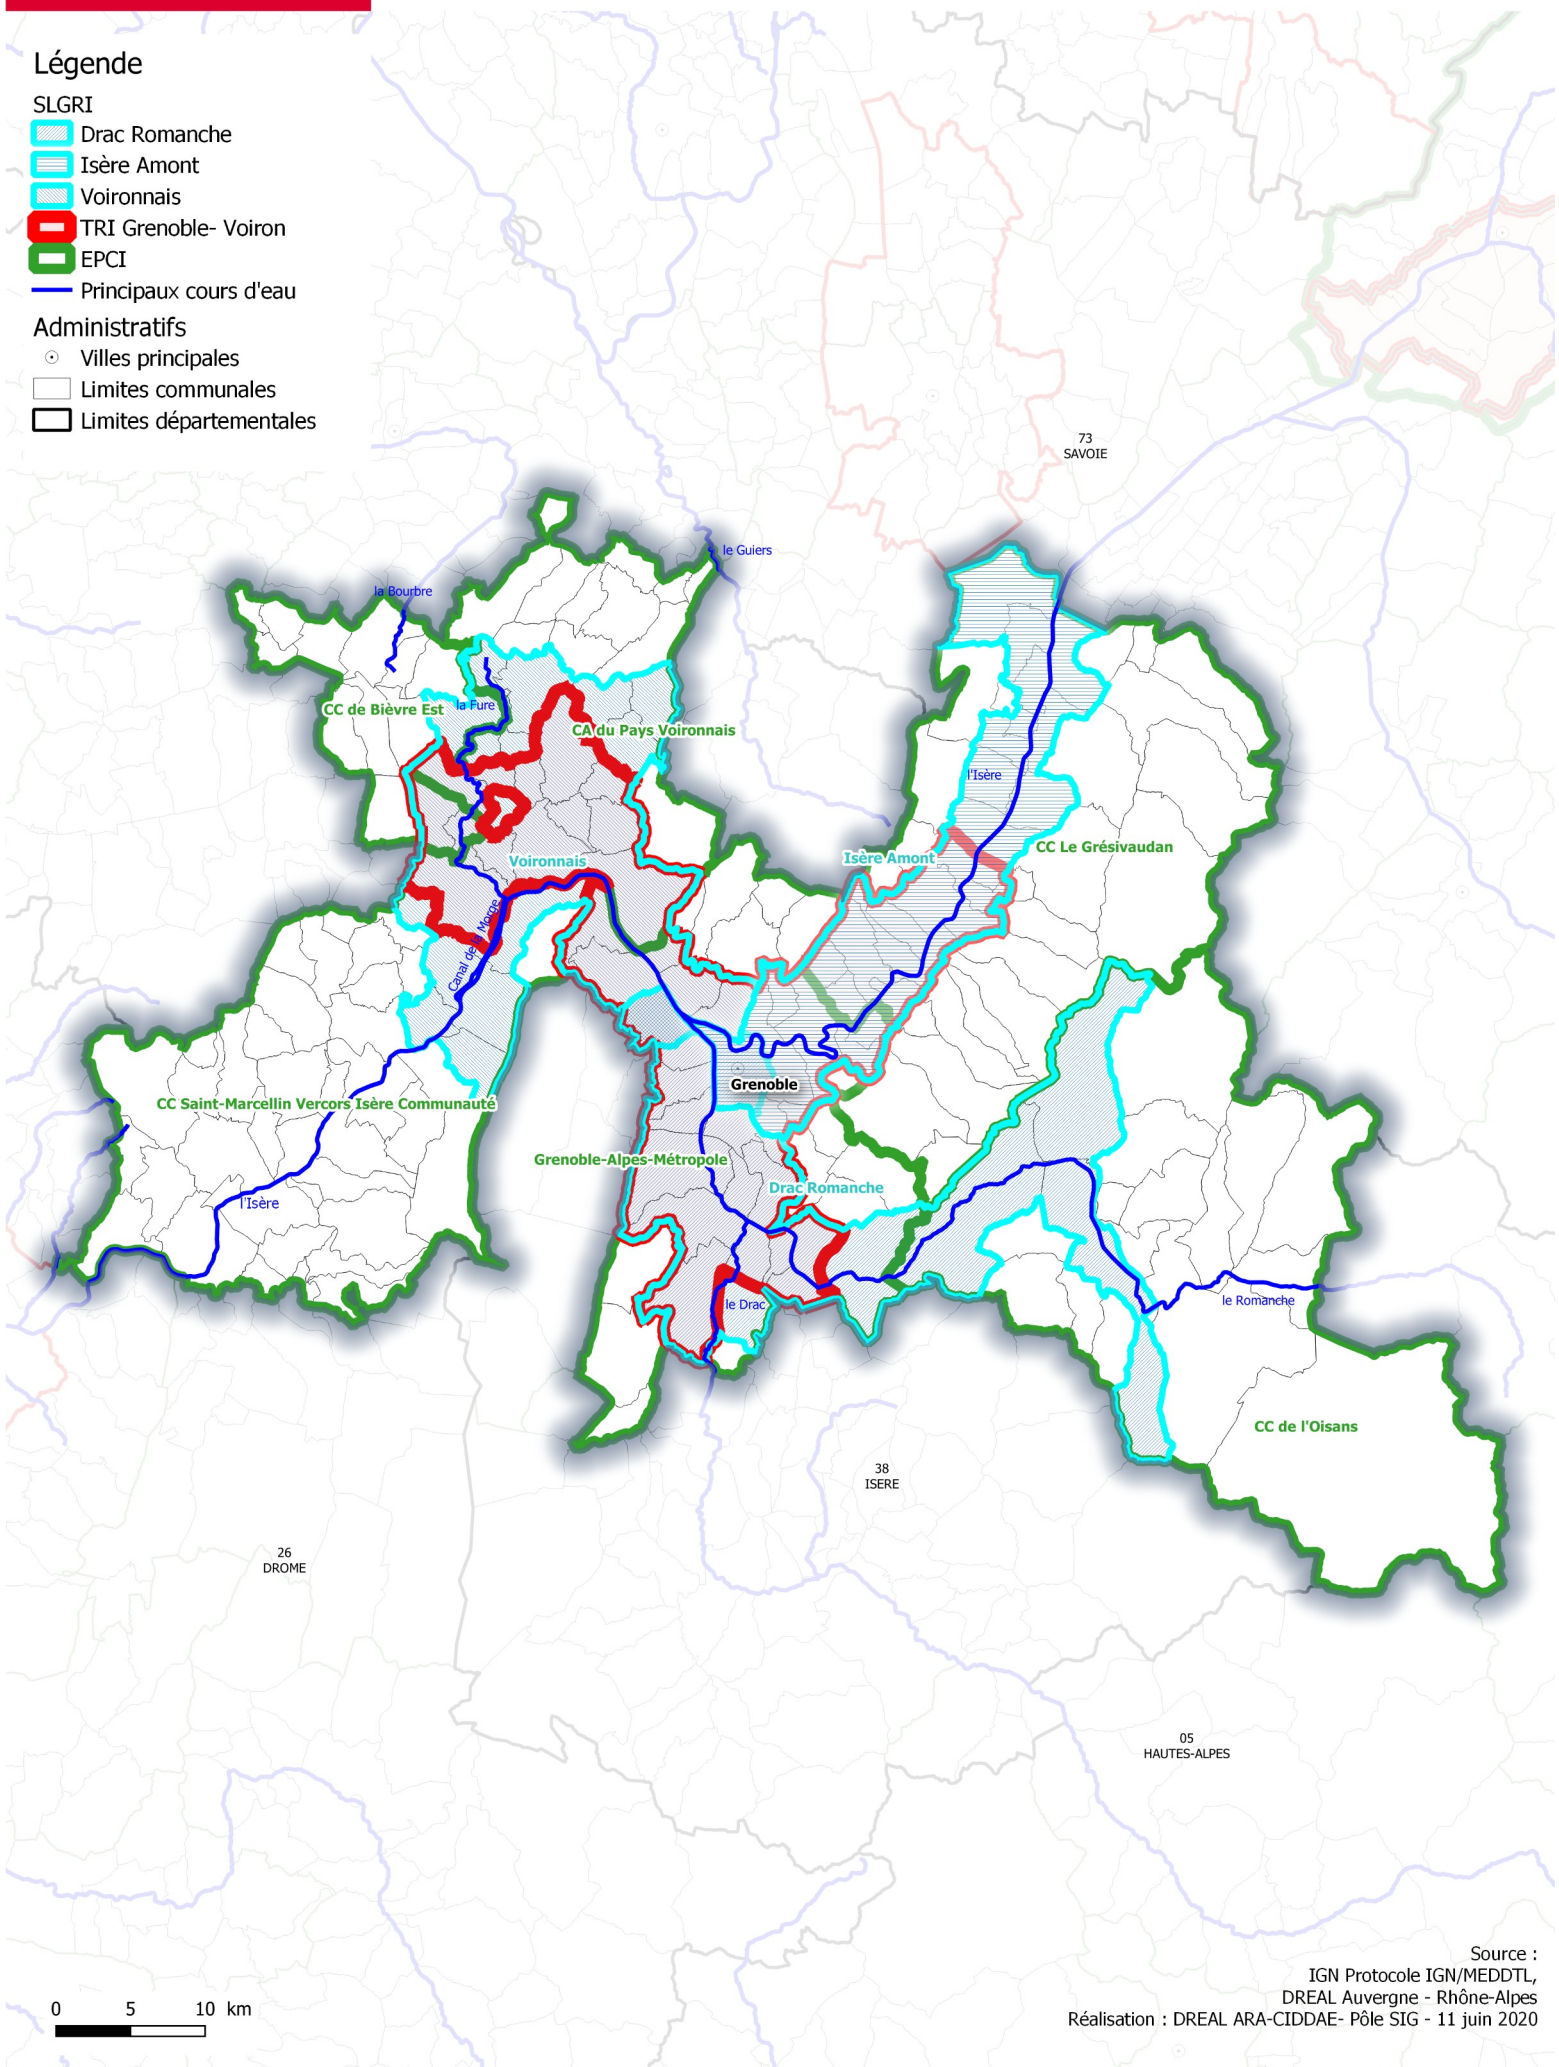 Légende
SLGRI
Drac Romanche
Isère Amont
Voironnais
TRI Grenoble- Voiron
EPCI
Principaux cours d'eau
Administratifs
Villes principales
Limites communales
Limites départementales
73
SAVOIE
le Guiers
la Bourbre
CC de Bièvre Est
la Fure
CA du Pays Voironnais
l'Isère
Voironnais
Isère Amont
CC Le Grésivaudan
Canal de la Morge
Grenoble
CC Saint-Marcellin Vercors Isère Communauté
Grenoble-Alpes-Métropole
Drac Romanche
l'Isère
le Drac
le Romanche
CC de l'Oisans
38
ISERE
26
DROME
05
HAUTES-ALPES
Source :
IGN Protocole IGN/MEDDTL,
DREAL Auvergne - Rhône-Alpes
Réalisation : DREAL ARA-CIDDAE- Pôle SIG - 11 juin 2020
0 5 10 km